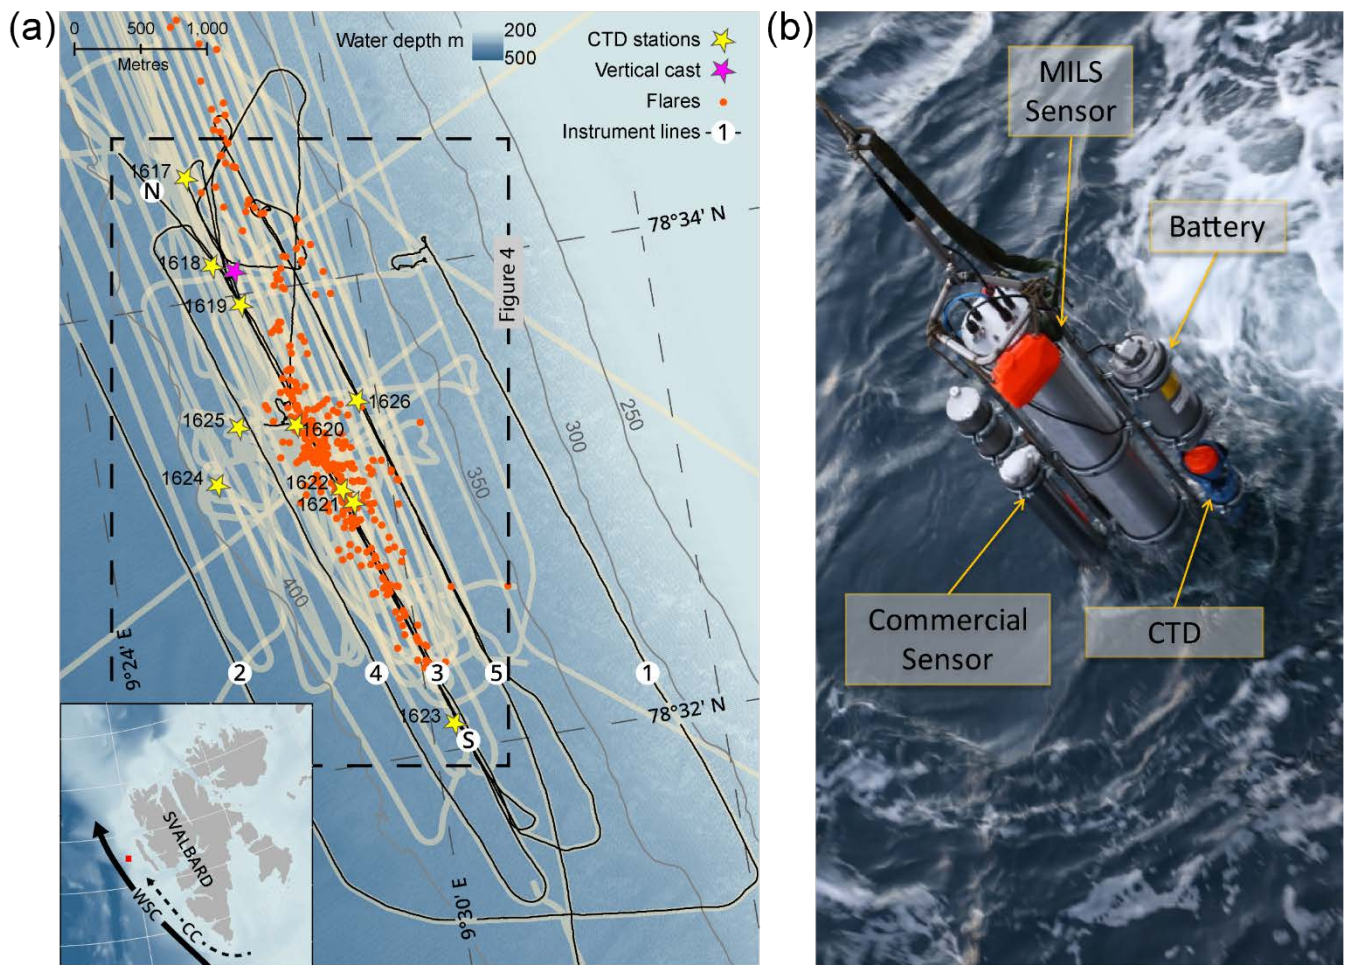 (a)
0 500 1,000
Metres
Water depth m
200
500
CTD stations
Vertical cast
Flares
Instrument lines 1
1617
N
78°34' N
1618
Figure 4
1619
1626
1625
1620
250
300
350
1624
1622
1621
400
9°24' E
2
4
3
5
1
1623
78°32' N
S
9°30' E
SVALBARD
WSC
CC
(b)
MILS
Sensor
Battery
Commercial
Sensor
CTD